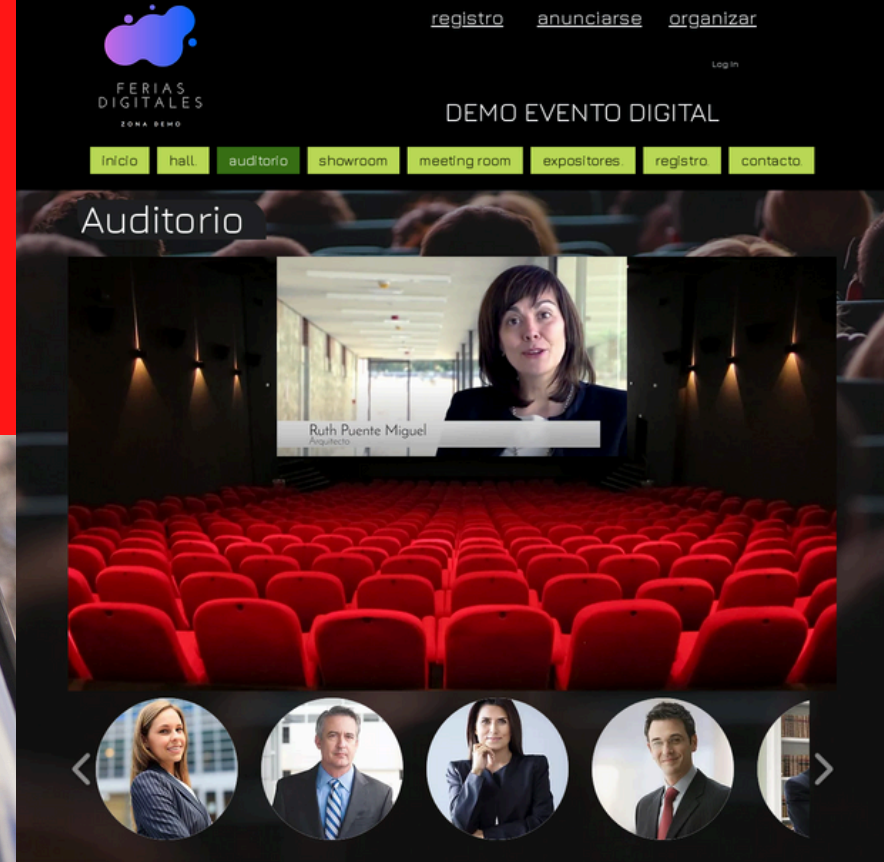 registro anunciarse organizar
Log In
FERIAS
DIGITALES
ZONA DEMO
DEMO EVENTO DIGITAL
inicio hall. auditorio showroom meeting room expositores. registro. contacto.
Auditorio
Ruth Puente Miguel
Arquitecto